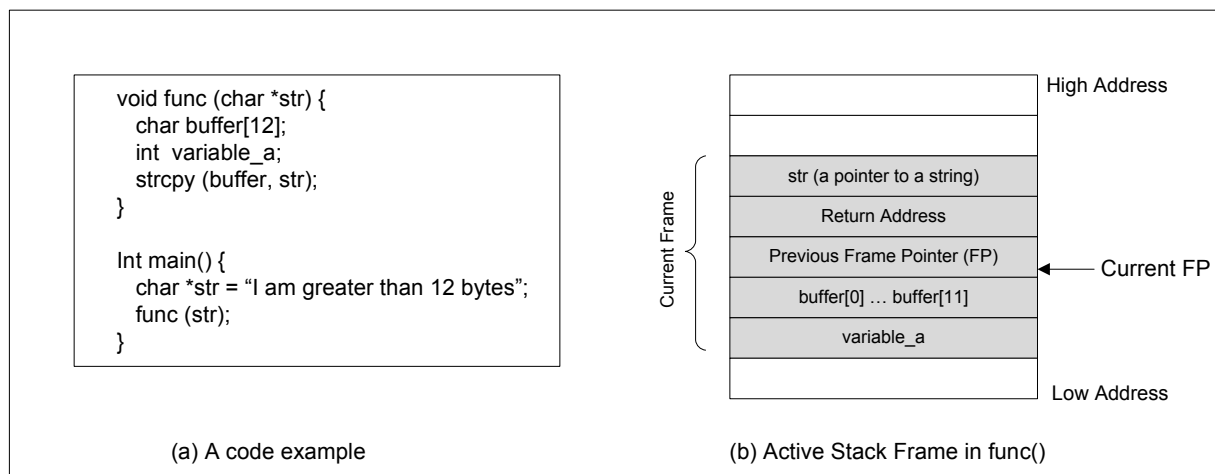 void func (char *str) {
char buffer[12];
int variable_a;
strcpy (buffer, str);
}
Int main() {
char *str = “I am greater than 12 bytes”;
func (str);
}
(a) A code example
High Address
Current Frame
str (a pointer to a string)
Return Address
Previous Frame Pointer (FP)
Current FP
buffer[0] … buffer[11]
variable_a
Low Address
(b) Active Stack Frame in func()